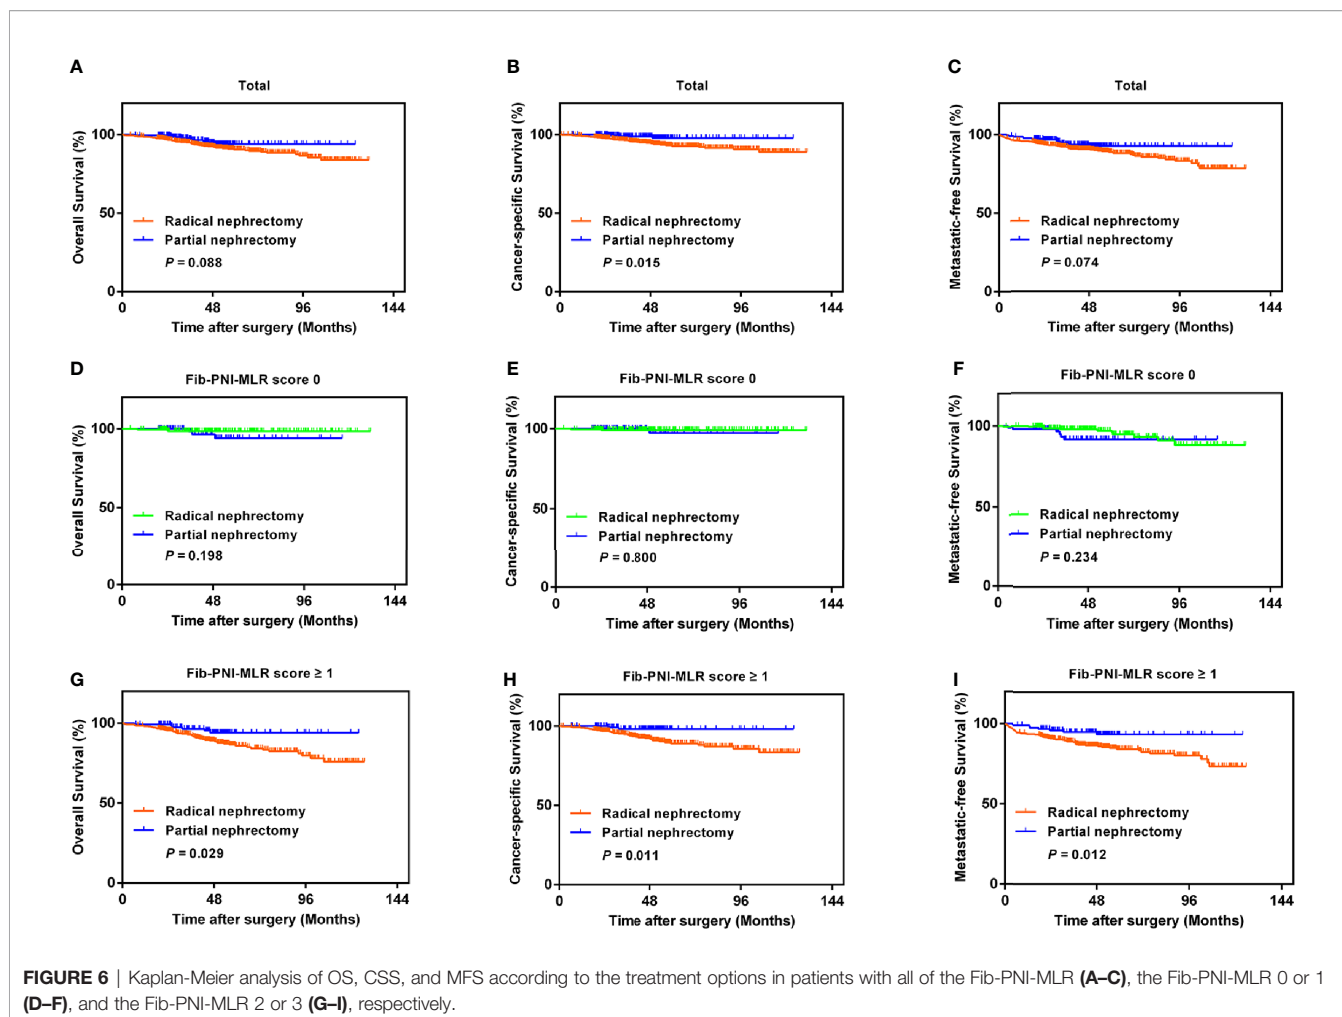 A
Total
Overall Survival (%)
100
50
0
Radical nephrectomy
Partial nephrectomy
P = 0.088
0 48 96 144
Time after surgery (Months)
B
Total
Cancer-specific Survival (%)
100
50
0
Radical nephrectomy
Partial nephrectomy
P = 0.015
0 48 96 144
Time after surgery (Months)
C
Total
Metastatic-free Survival (%)
100
50
0
Radical nephrectomy
Partial nephrectomy
P = 0.074
0 48 96 144
Time after surgery (Months)
D
Fib-PNI-MLR score 0
Overall Survival (%)
100
50
0
Radical nephrectomy
Partial nephrectomy
P = 0.198
0 48 96 144
Time after surgery (Months)
E
Fib-PNI-MLR score 0
Cancer-specific Survival (%)
100
50
0
Radical nephrectomy
Partial nephrectomy
P = 0.800
0 48 96 144
Time after surgery (Months)
F
Fib-PNI-MLR score 0
Metastatic-free Survival (%)
100
50
0
Radical nephrectomy
Partial nephrectomy
P = 0.234
0 48 96 144
Time after surgery (Months)
G
Fib-PNI-MLR score ≥ 1
Overall Survival (%)
100
50
0
Radical nephrectomy
Partial nephrectomy
P = 0.029
0 48 96 144
Time after surgery (Months)
H
Fib-PNI-MLR score ≥ 1
Cancer-specific Survival (%)
100
50
0
Radical nephrectomy
Partial nephrectomy
P = 0.011
0 48 96 144
Time after surgery (Months)
I
Fib-PNI-MLR score ≥ 1
Metastatic-free Survival (%)
100
50
0
Radical nephrectomy
Partial nephrectomy
P = 0.012
0 48 96 144
Time after surgery (Months)
FIGURE 6 | Kaplan-Meier analysis of OS, CSS, and MFS according to the treatment options in patients with all of the Fib-PNI-MLR (A–C), the Fib-PNI-MLR 0 or 1
(D–F), and the Fib-PNI-MLR 2 or 3 (G–I), respectively.